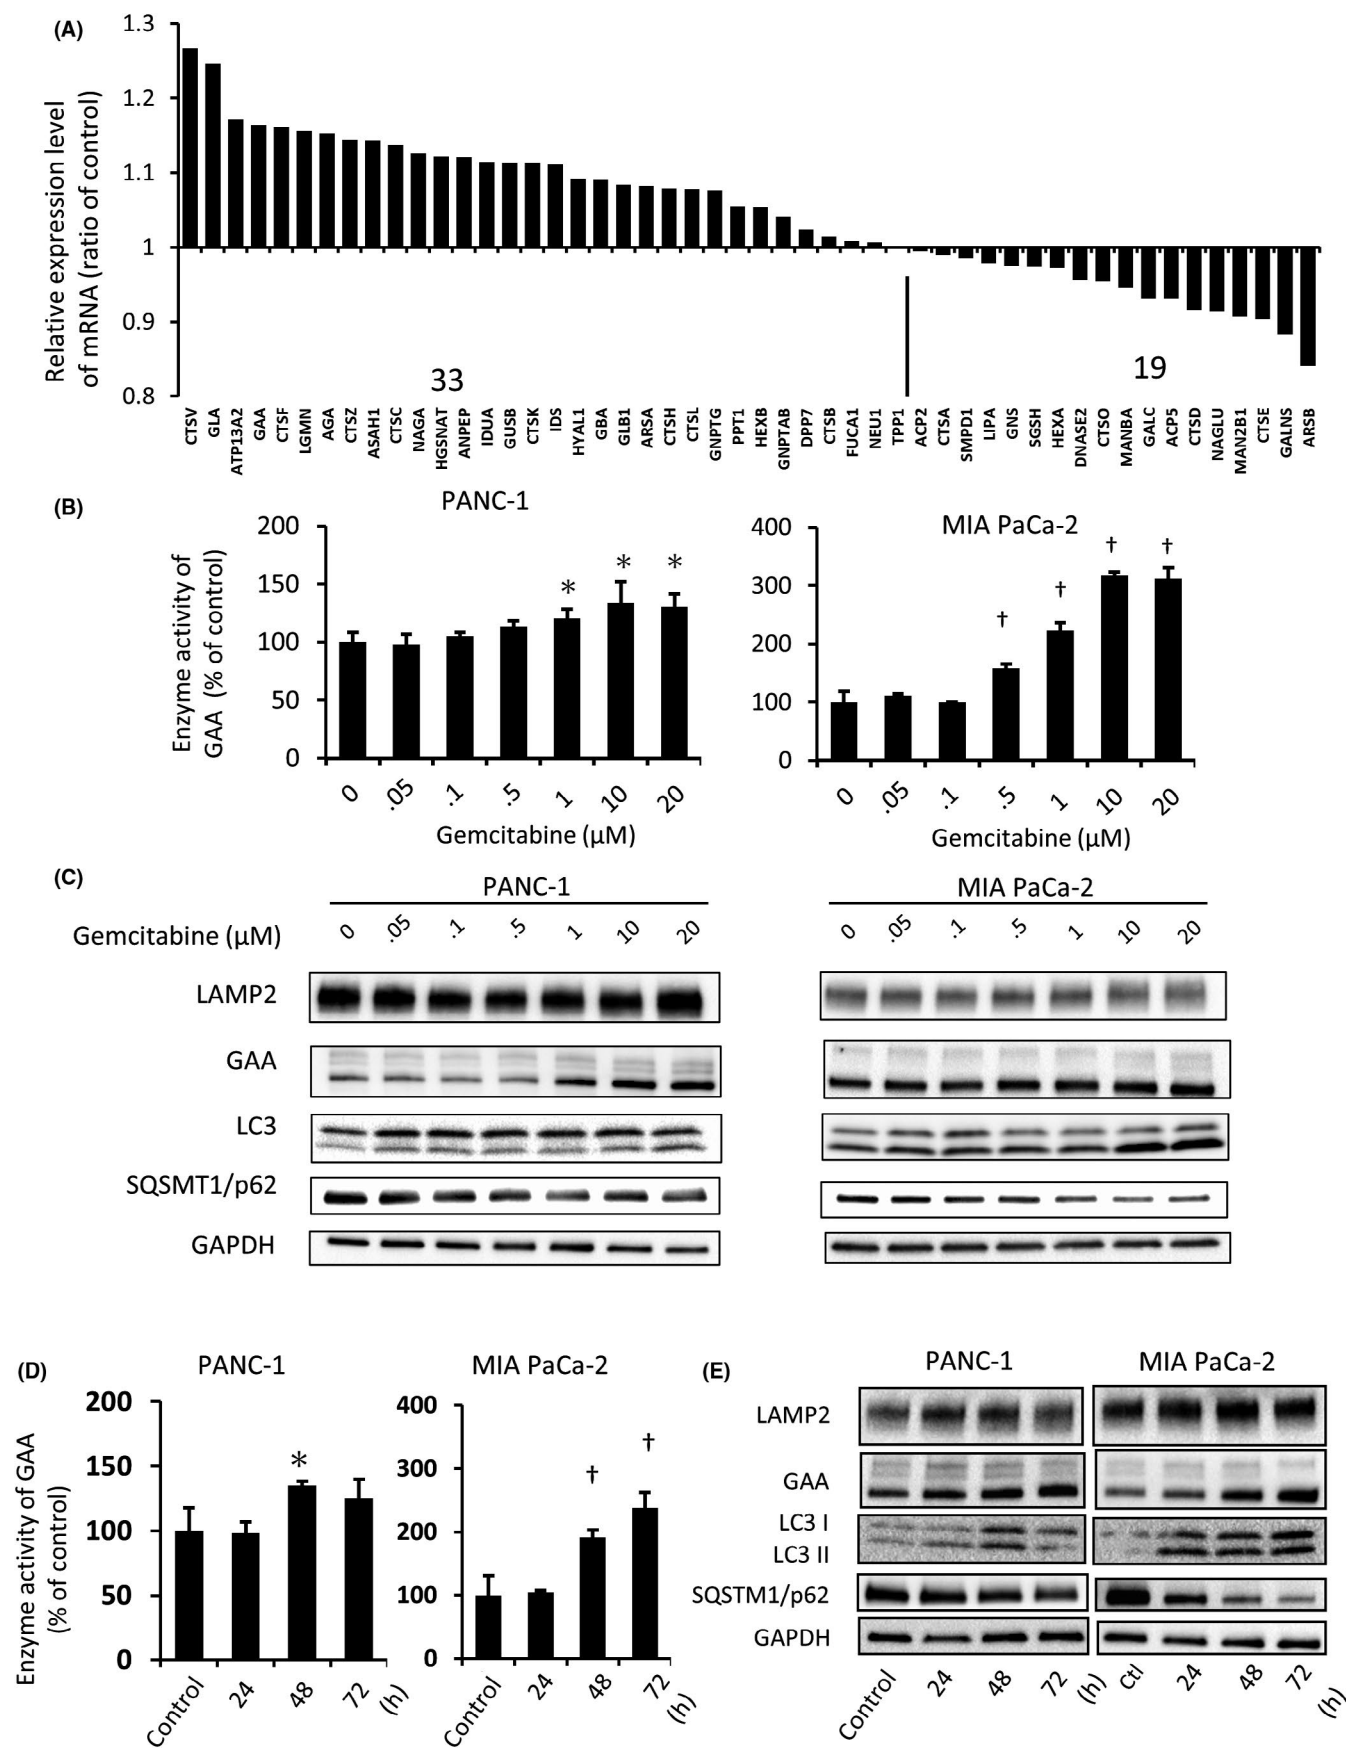 (A)
Relative expression level
of mRNA (ratio of control)
1.3
1.2
1.1
1
0.9
0.8
33
19
CTSV GLA ATP13A2 GAA CTSF LGMN AGA CTSZ ASAH1 CTSC NAGA HGSNAT ANPEP IDUA GUSB CTSK IDS HYAL1 GBA GLB1 ARSA CTSH CTSL GNPTG PPT1 HEXB GNPTAB DPP7 CTSB FUCA1 NEU1 TPP1 ACP2 CTSA SMPD1 LIPA GNS SGSH HEXA DNASE2 CTSO MANBA GALC ACP5 CTSD NAGLU MAN2B1 CTSE GALNS ARSB
(B)
PANC-1
Enzyme activity of
GAA (% of control)
200
150
100
50
0
* * *
0 .05 .1 .5 1 10 20
Gemcitabine (μM)
MIA PaCa-2
400
300
200
100
0
† † † †
0 .05 .1 .5 1 10 20
Gemcitabine (μM)
(C)
PANC-1 MIA PaCa-2
Gemcitabine (μM) 0 .05 .1 .5 1 10 20 0 .05 .1 .5 1 10 20
LAMP2
GAA
LC3
SQSMT1/p62
GAPDH
(D)
PANC-1
Enzyme activity of GAA
(% of control)
200
150
100
50
0
*
Control 24 48 72 (h)
MIA PaCa-2
400
300
200
100
0
† †
Control 24 48 72 (h)
(E)
PANC-1 MIA PaCa-2
LAMP2
GAA
LC3 I
LC3 II
SQSTM1/p62
GAPDH
Control 24 48 72 (h) Ctl 24 48 72 (h)